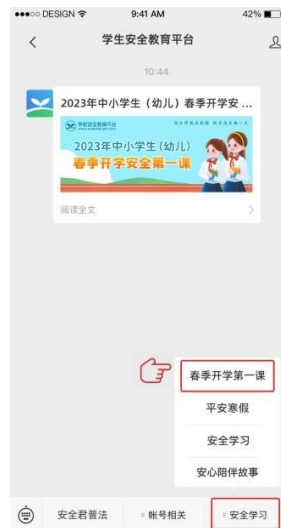 DESIGN 9:41 AM 42%
学生安全教育平台
10:44
2023年中小学生（幼儿）春季开学安 ...
学校安全教育平台
2023年中小学生(幼儿)
春季开学安全第一课
阅读全文
春季开学第一课
平安寒假
安全学习
安心陪伴故事
安全君普法 帐号相关 安全学习